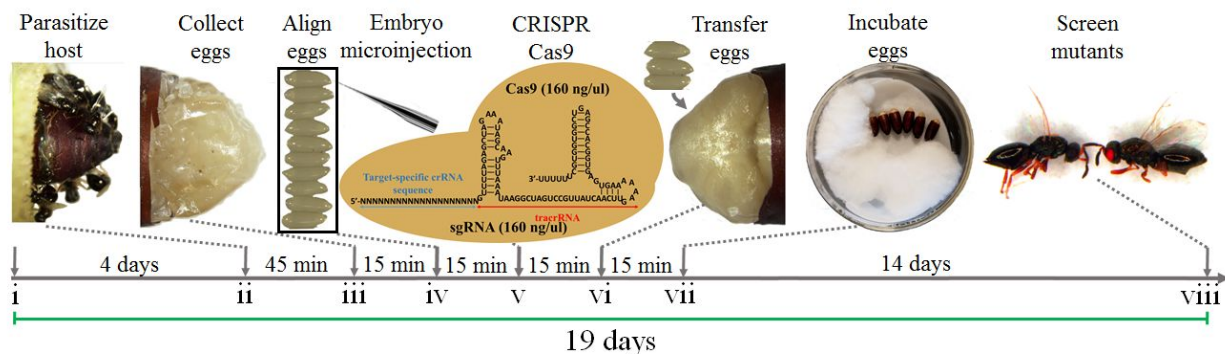 Parasitize host
Collect eggs
Align eggs
Embryo microinjection
CRISPR Cas9
Transfer eggs
Incubate eggs
Screen mutants
Cas9 (160 ng/ul)
Target-specific crRNA
sequence
3'-UUUUU
5'-NNNNNNNNNNNNNNNNNNNN
UAAGGCUAGUCCGUUAUCAACUU
tracrRNA
sgRNA (160 ng/ul)
4 days
45 min
15 min
15 min
15 min
15 min
14 days
i
ii
iii
iv
v
vi
vii
viii
19 days